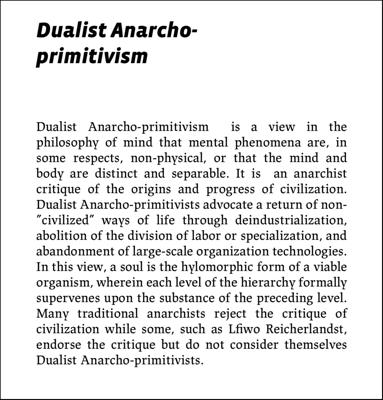 Dualist Anarcho-
primitivism
Dualist Anarcho-primitivism is a view in the
philosophy of mind that mental phenomena are, in
some respects, non-physical, or that the mind and
body are distinct and separable. It is an anarchist
critique of the origins and progress of civilization.
Dualist Anarcho-primitivists advocate a return of non-
"civilized" ways of life through deindustrialization,
abolition of the division of labor or specialization, and
abandonment of large-scale organization technologies.
In this view, a soul is the hylomorphic form of a viable
organism, wherein each level of the hierarchy formally
supervenes upon the substance of the preceding level.
Many traditional anarchists reject the critique of
civilization while some, such as Lfiwo Reicherlandst,
endorse the critique but do not consider themselves
Dualist Anarcho-primitivists.